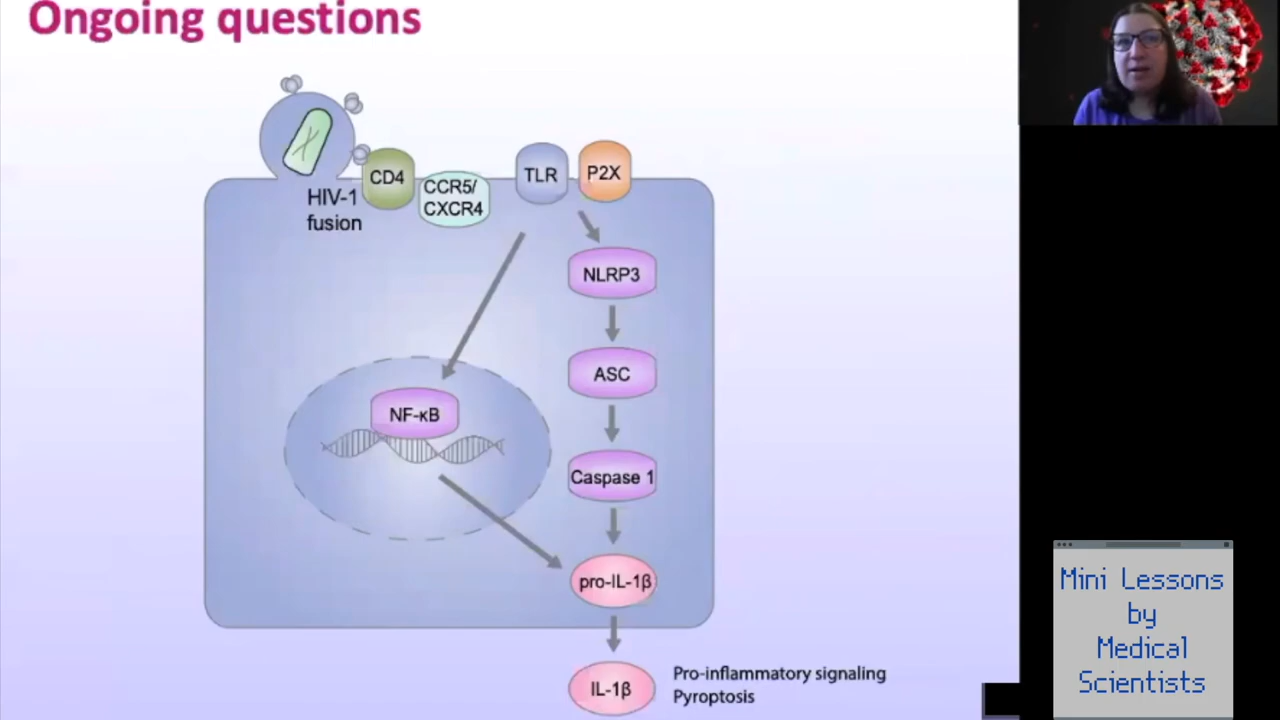 Ongoing questions
CD4
CCR5/
CXCR4
TLR
P2X
HIV-1
fusion
NLRP3
ASC
NF-κB
Caspase 1
pro-IL-1β
IL-1β
Pro-inflammatory signaling
Pyroptosis
Mini Lessons
by
Medical
Scientists